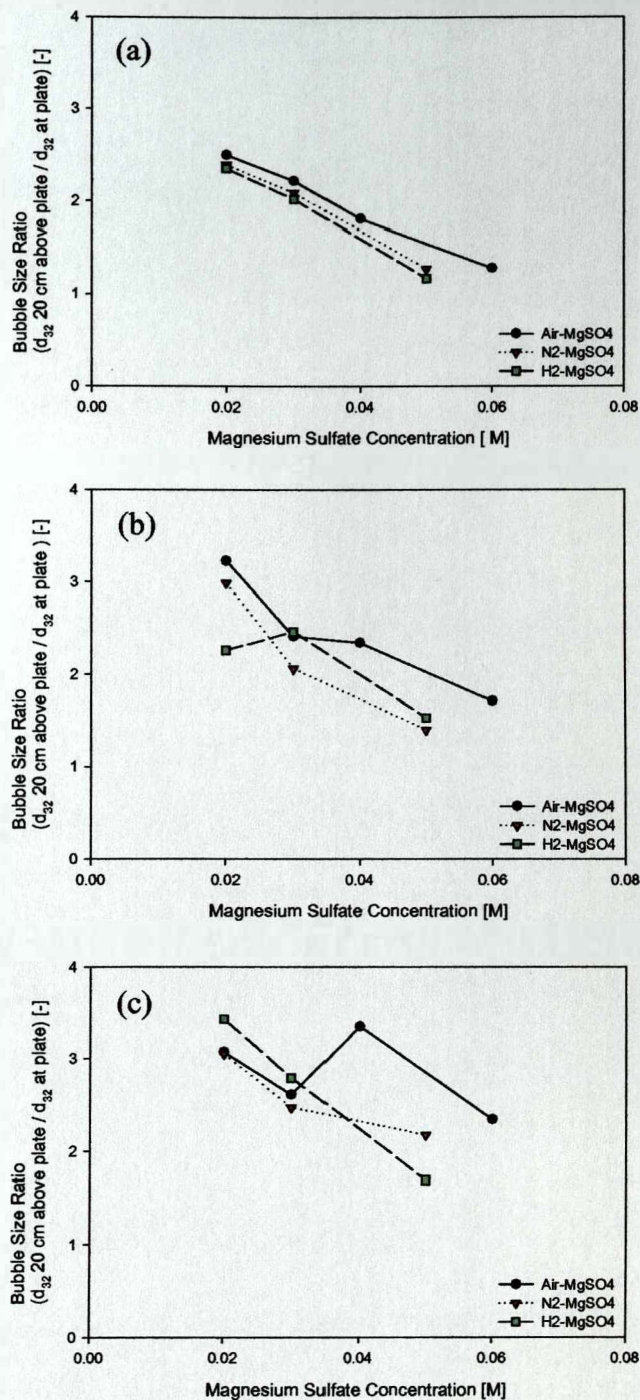 4
(a)
3
2
1
0
Bubble Size Ratio
(d32 20 cm above plate / d32 at plate) [-]
Air-MgSO4
N2-MgSO4
H2-MgSO4
0.00 0.02 0.04 0.06 0.08
Magnesium Sulfate Concentration [ M]
4
(b)
3
2
1
0
Bubble Size Ratio
(d32 20 cm above plate / d32 at plate ) [-]
Air-MgSO4
N2-MgSO4
H2-MgSO4
0.00 0.02 0.04 0.06 0.08
Magnesium Sulfate Concentration [M]
4
(c)
3
2
1
0
Bubble Size Ratio
(d32 20 cm above plate / d32 at plate) [-]
Air-MgSO4
N2-MgSO4
H2-MgSO4
0.00 0.02 0.04 0.06 0.08
Magnesium Sulfate Concentration [M]